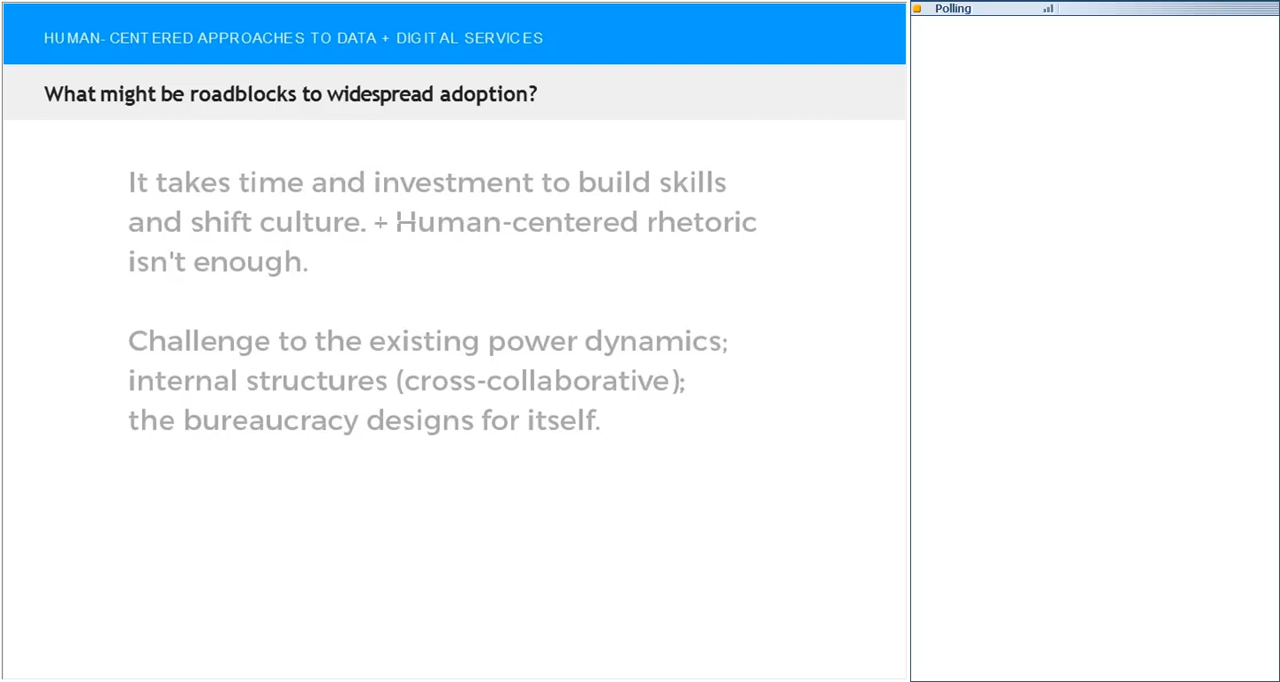 HUMAN- CENTERED APPROACHES TO DATA + DIGITAL SERVICES
Polling
What might be roadblocks to widespread adoption?
It takes time and investment to build skills
and shift culture. + Human-centered rhetoric
isn't enough.
Challenge to the existing power dynamics;
internal structures (cross-collaborative);
the bureaucracy designs for itself.